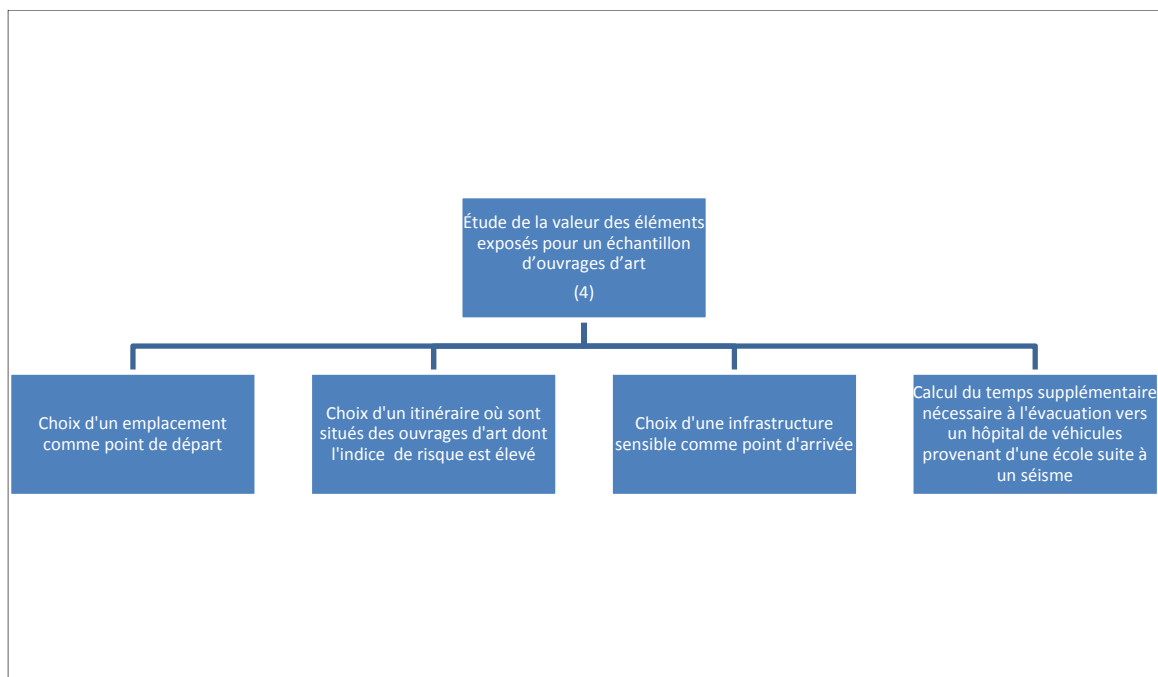 Étude de la valeur des éléments
exposés pour un échantillon
d’ouvrages d’art
(4)
Choix d'un emplacement
comme point de départ
Choix d'un itinéraire où sont
situés des ouvrages d'art dont
l'indice de risque est élevé
Choix d'une infrastructure
sensible comme point d'arrivée
Calcul du temps supplémentaire
nécessaire à l'évacuation vers
un hôpital de véhicules
provenant d'une école suite à
un séisme